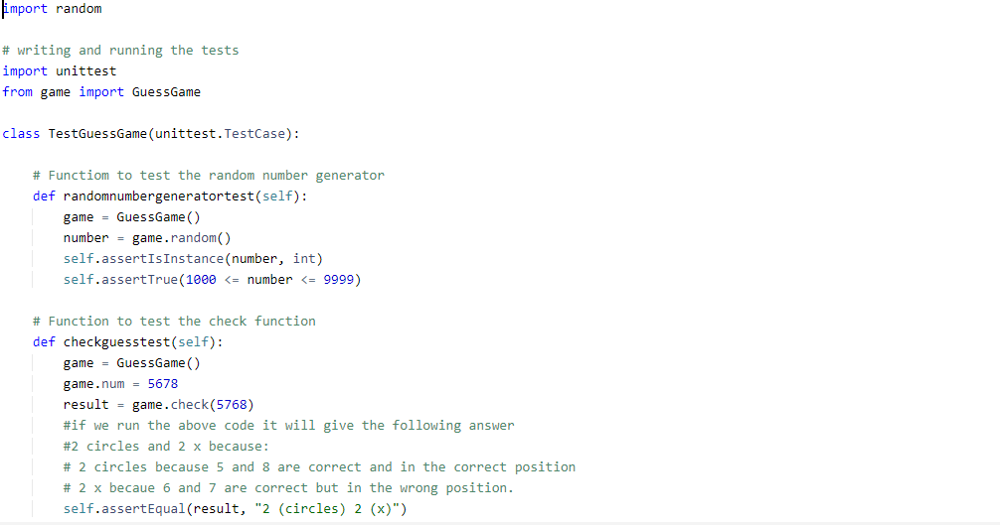 import random
# writing and running the tests
import unittest
from game import GuessGame
class TestGuessGame(unittest.TestCase):
# Functiom to test the random number generator
def randomnumbergeneratortest(self):
game = GuessGame()
number = game.random()
self.assertIsInstance(number, int)
self.assertTrue(1000 <= number <= 9999)
# Function to test the check function
def checkguesstest(self):
game = GuessGame()
game.num = 5678
result = game.check(5768)
#if we run the above code it will give the following answer
#2 circles and 2 x because:
# 2 circles because 5 and 8 are correct and in the correct position
# 2 x becaue 6 and 7 are correct but in the wrong position.
self.assertEqual(result, "2 (circles) 2 (x)")